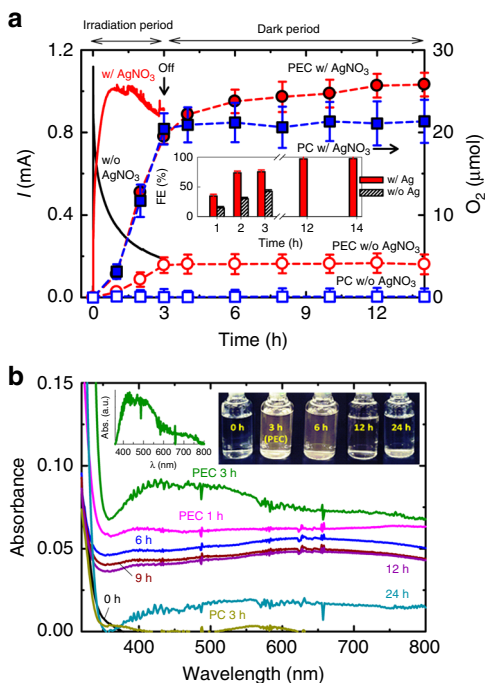 a
Irradiation period
Dark period
w/ AgNO3
Off
PEC w/ AgNO3
w/o
AgNO3
PC w/ AgNO3
PEC w/o AgNO3
PC w/o AgNO3
I (mA)
1.2
0.8
0.4
0.0
O2 (μmol)
30
20
10
0
FE (%)
100
50
0
w/ Ag
w/o Ag
1 2 3 12 14
Time (h)
0 3 6 9 12
Time (h)
b
Absorbance
0.15
0.10
0.05
0.00
Abs. (a.u.)
400 500 600 700 800
λ (nm)
0 h
3 h
(PEC)
6 h
12 h
24 h
PEC 3 h
PEC 1 h
6 h
9 h
12 h
0 h
24 h
PC 3 h
400 500 600 700 800
Wavelength (nm)